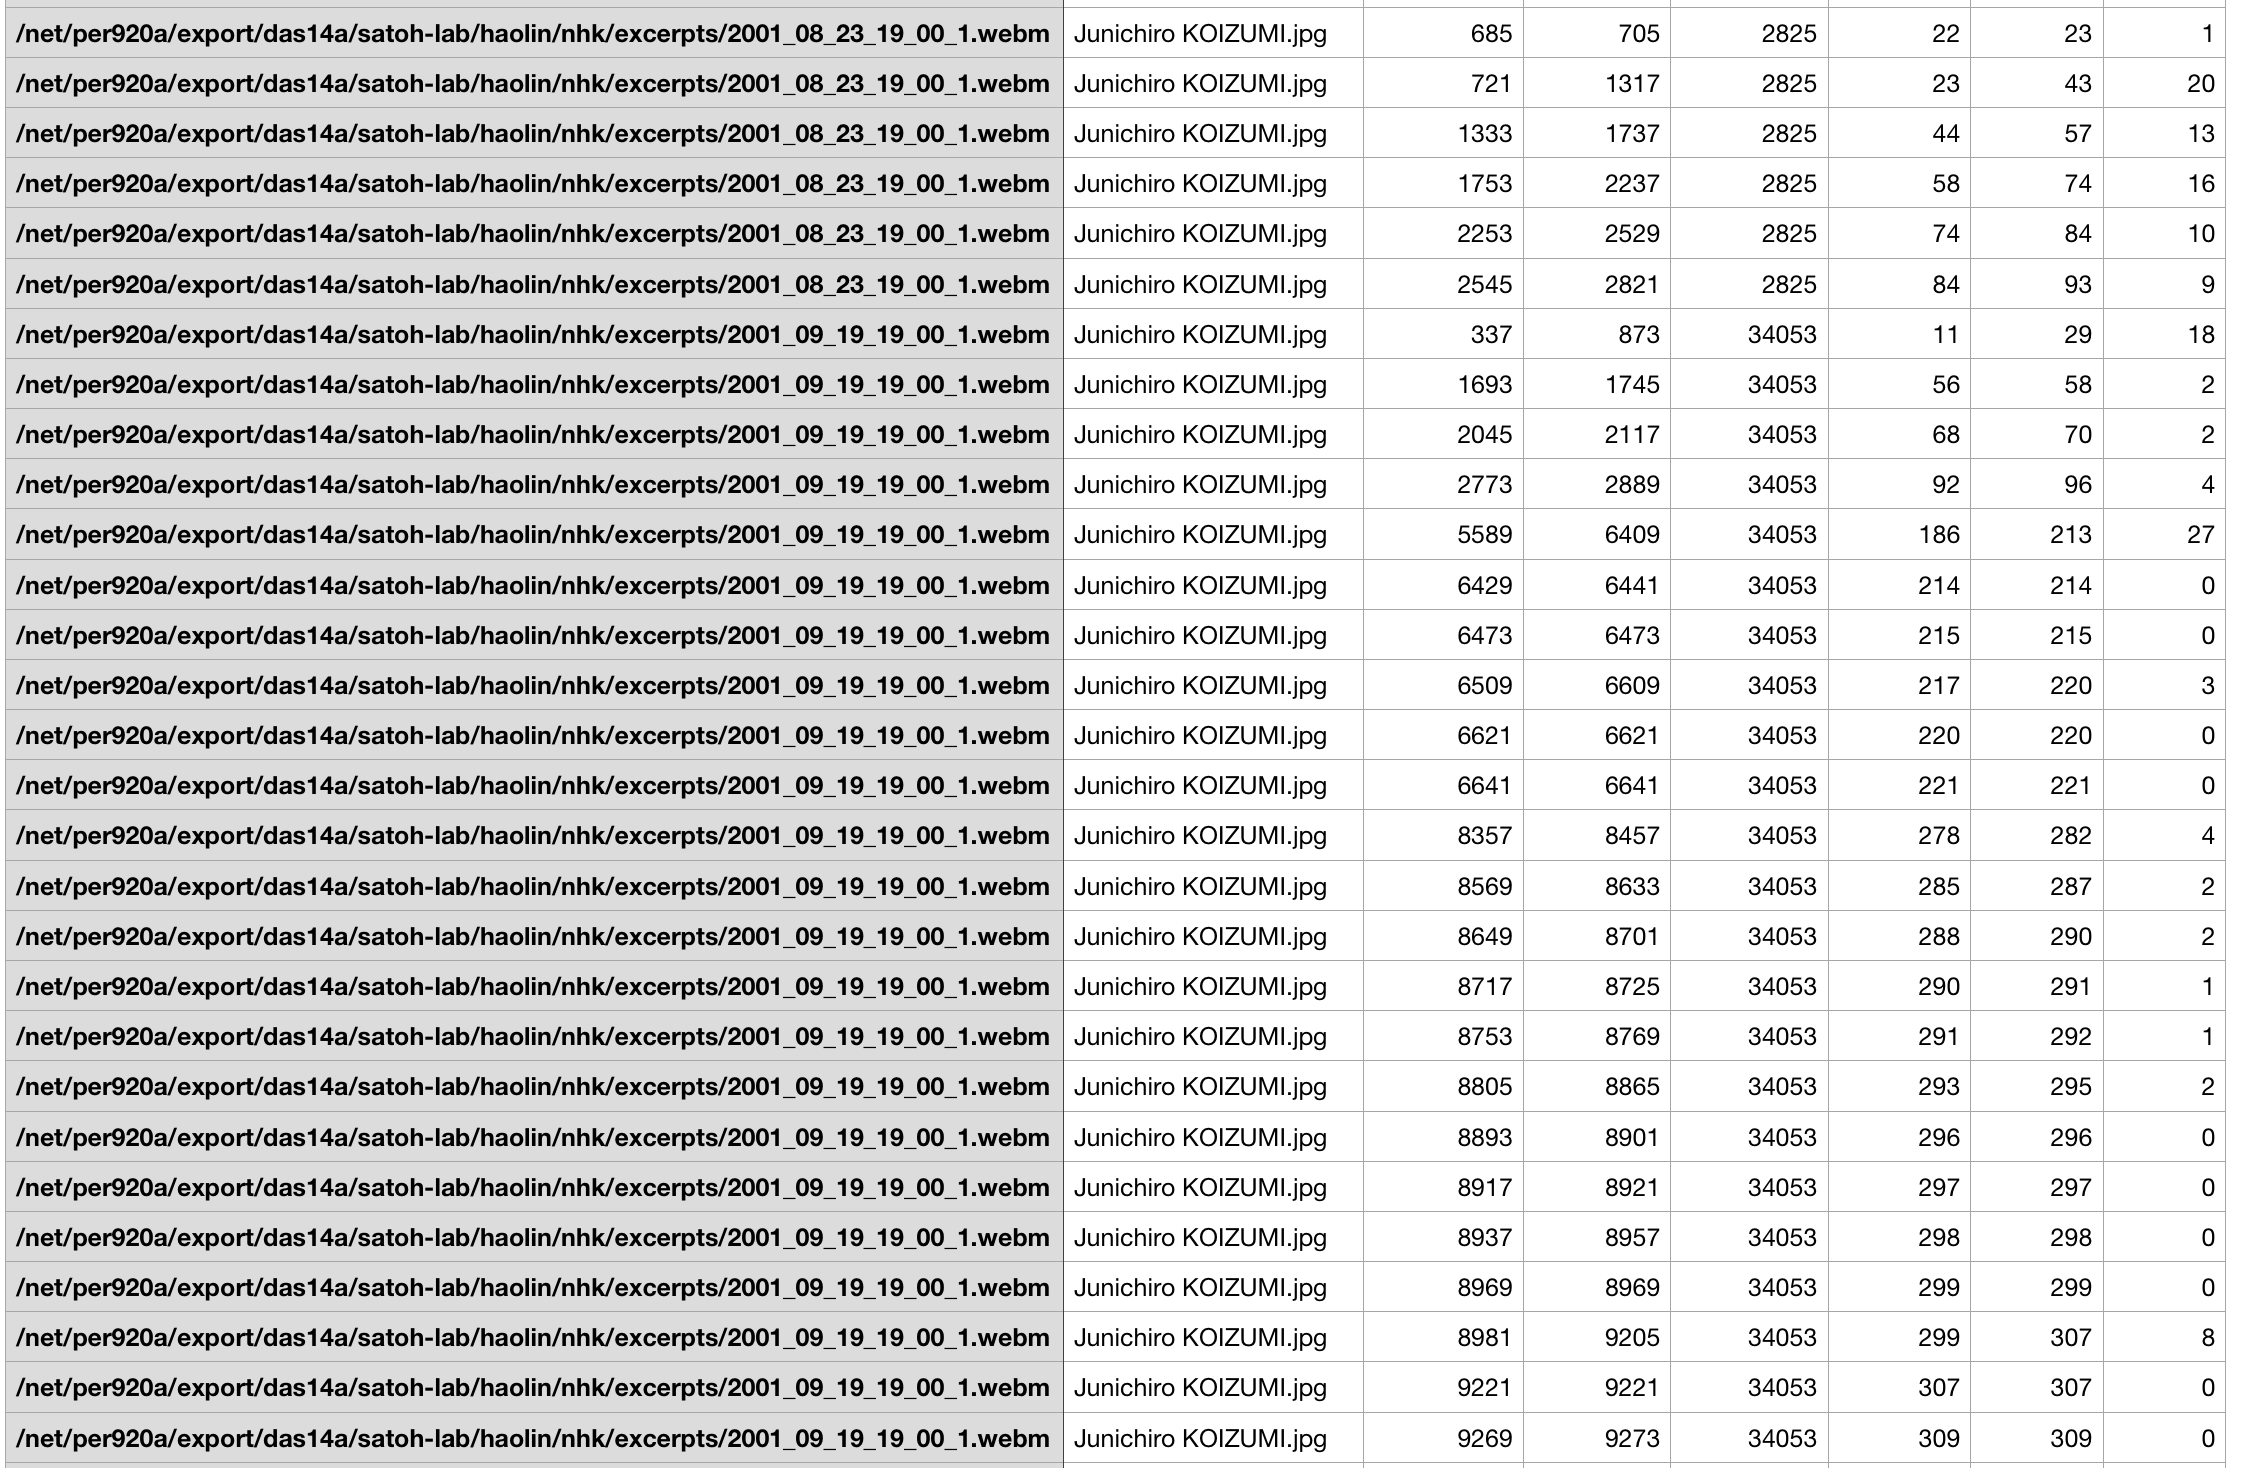 /net/per920a/export/das14a/satoh-lab/haolin/nhk/excerpts/2001_08_23_19_00_1.webm Junichiro KOIZUMI.jpg 685 705 2825 22 23 1
/net/per920a/export/das14a/satoh-lab/haolin/nhk/excerpts/2001_08_23_19_00_1.webm Junichiro KOIZUMI.jpg 721 1317 2825 23 43 20
/net/per920a/export/das14a/satoh-lab/haolin/nhk/excerpts/2001_08_23_19_00_1.webm Junichiro KOIZUMI.jpg 1333 1737 2825 44 57 13
/net/per920a/export/das14a/satoh-lab/haolin/nhk/excerpts/2001_08_23_19_00_1.webm Junichiro KOIZUMI.jpg 1753 2237 2825 58 74 16
/net/per920a/export/das14a/satoh-lab/haolin/nhk/excerpts/2001_08_23_19_00_1.webm Junichiro KOIZUMI.jpg 2253 2529 2825 74 84 10
/net/per920a/export/das14a/satoh-lab/haolin/nhk/excerpts/2001_08_23_19_00_1.webm Junichiro KOIZUMI.jpg 2545 2821 2825 84 93 9
/net/per920a/export/das14a/satoh-lab/haolin/nhk/excerpts/2001_09_19_19_00_1.webm Junichiro KOIZUMI.jpg 337 873 34053 11 29 18
/net/per920a/export/das14a/satoh-lab/haolin/nhk/excerpts/2001_09_19_19_00_1.webm Junichiro KOIZUMI.jpg 1693 1745 34053 56 58 2
/net/per920a/export/das14a/satoh-lab/haolin/nhk/excerpts/2001_09_19_19_00_1.webm Junichiro KOIZUMI.jpg 2045 2117 34053 68 70 2
/net/per920a/export/das14a/satoh-lab/haolin/nhk/excerpts/2001_09_19_19_00_1.webm Junichiro KOIZUMI.jpg 2773 2889 34053 92 96 4
/net/per920a/export/das14a/satoh-lab/haolin/nhk/excerpts/2001_09_19_19_00_1.webm Junichiro KOIZUMI.jpg 5589 6409 34053 186 213 27
/net/per920a/export/das14a/satoh-lab/haolin/nhk/excerpts/2001_09_19_19_00_1.webm Junichiro KOIZUMI.jpg 6429 6441 34053 214 214 0
/net/per920a/export/das14a/satoh-lab/haolin/nhk/excerpts/2001_09_19_19_00_1.webm Junichiro KOIZUMI.jpg 6473 6473 34053 215 215 0
/net/per920a/export/das14a/satoh-lab/haolin/nhk/excerpts/2001_09_19_19_00_1.webm Junichiro KOIZUMI.jpg 6509 6609 34053 217 220 3
/net/per920a/export/das14a/satoh-lab/haolin/nhk/excerpts/2001_09_19_19_00_1.webm Junichiro KOIZUMI.jpg 6621 6621 34053 220 220 0
/net/per920a/export/das14a/satoh-lab/haolin/nhk/excerpts/2001_09_19_19_00_1.webm Junichiro KOIZUMI.jpg 6641 6641 34053 221 221 0
/net/per920a/export/das14a/satoh-lab/haolin/nhk/excerpts/2001_09_19_19_00_1.webm Junichiro KOIZUMI.jpg 8357 8457 34053 278 282 4
/net/per920a/export/das14a/satoh-lab/haolin/nhk/excerpts/2001_09_19_19_00_1.webm Junichiro KOIZUMI.jpg 8569 8633 34053 285 287 2
/net/per920a/export/das14a/satoh-lab/haolin/nhk/excerpts/2001_09_19_19_00_1.webm Junichiro KOIZUMI.jpg 8649 8701 34053 288 290 2
/net/per920a/export/das14a/satoh-lab/haolin/nhk/excerpts/2001_09_19_19_00_1.webm Junichiro KOIZUMI.jpg 8717 8725 34053 290 291 1
/net/per920a/export/das14a/satoh-lab/haolin/nhk/excerpts/2001_09_19_19_00_1.webm Junichiro KOIZUMI.jpg 8753 8769 34053 291 292 1
/net/per920a/export/das14a/satoh-lab/haolin/nhk/excerpts/2001_09_19_19_00_1.webm Junichiro KOIZUMI.jpg 8805 8865 34053 293 295 2
/net/per920a/export/das14a/satoh-lab/haolin/nhk/excerpts/2001_09_19_19_00_1.webm Junichiro KOIZUMI.jpg 8893 8901 34053 296 296 0
/net/per920a/export/das14a/satoh-lab/haolin/nhk/excerpts/2001_09_19_19_00_1.webm Junichiro KOIZUMI.jpg 8917 8921 34053 297 297 0
/net/per920a/export/das14a/satoh-lab/haolin/nhk/excerpts/2001_09_19_19_00_1.webm Junichiro KOIZUMI.jpg 8937 8957 34053 298 298 0
/net/per920a/export/das14a/satoh-lab/haolin/nhk/excerpts/2001_09_19_19_00_1.webm Junichiro KOIZUMI.jpg 8969 8969 34053 299 299 0
/net/per920a/export/das14a/satoh-lab/haolin/nhk/excerpts/2001_09_19_19_00_1.webm Junichiro KOIZUMI.jpg 8981 9205 34053 299 307 8
/net/per920a/export/das14a/satoh-lab/haolin/nhk/excerpts/2001_09_19_19_00_1.webm Junichiro KOIZUMI.jpg 9221 9221 34053 307 307 0
/net/per920a/export/das14a/satoh-lab/haolin/nhk/excerpts/2001_09_19_19_00_1.webm Junichiro KOIZUMI.jpg 9269 9273 34053 309 309 0